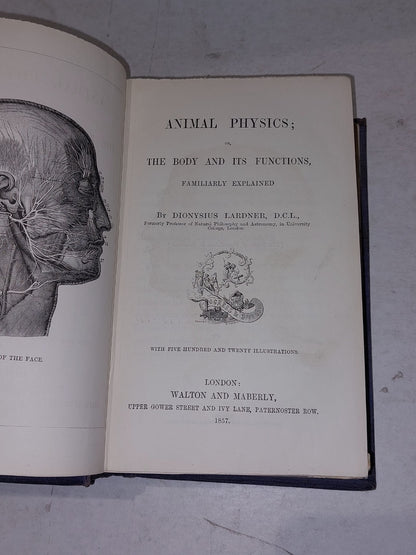 OF THE FACE.
ANIMAL PHYSICS;
OR,
THE BODY AND ITS FUNCTIONS,
FAMILIARLY EXPLAINED
BY DIONYSIUS LARDNER, D.C.L.,
Formerly Professor of Natural Philosophy and Astronomy, in University
College, London.
WITH FIVE-HUNDRED AND TWENTY ILLUSTRATIONS.
LONDON:
WALTON AND MABERLY,
UPPER GOWER STREET AND IVY LANE, PATERNOSTER ROW.
1857.